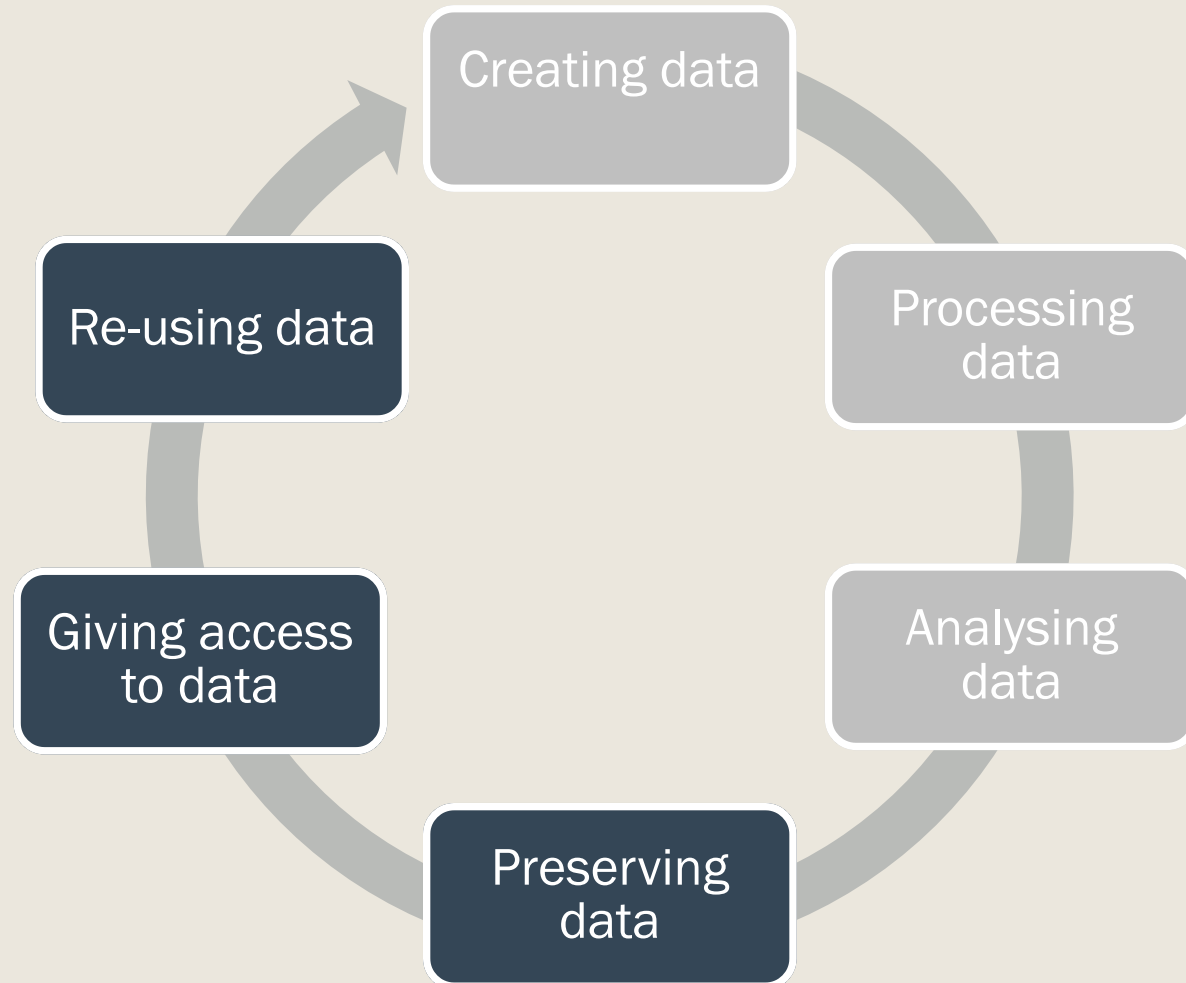 Creating data
Processing
data
Analysing
data
Preserving
data
Giving access
to data
Re-using data